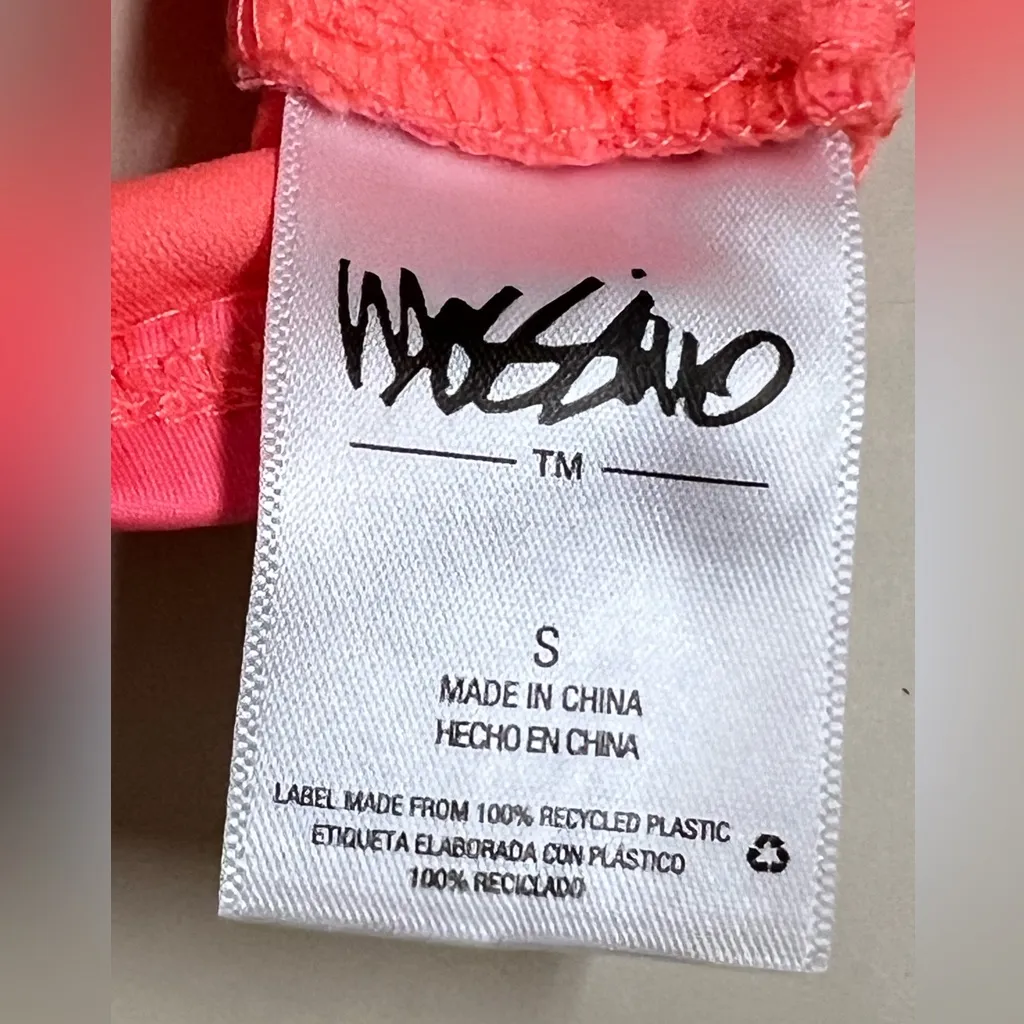 MOSSIMO
TM
S
MADE IN CHINA
HECHO EN CHINA
LABEL MADE FROM 100% RECYCLED PLASTIC
ETIQUETA ELABORADA CON PLÁSTICO
100% RECICLADO